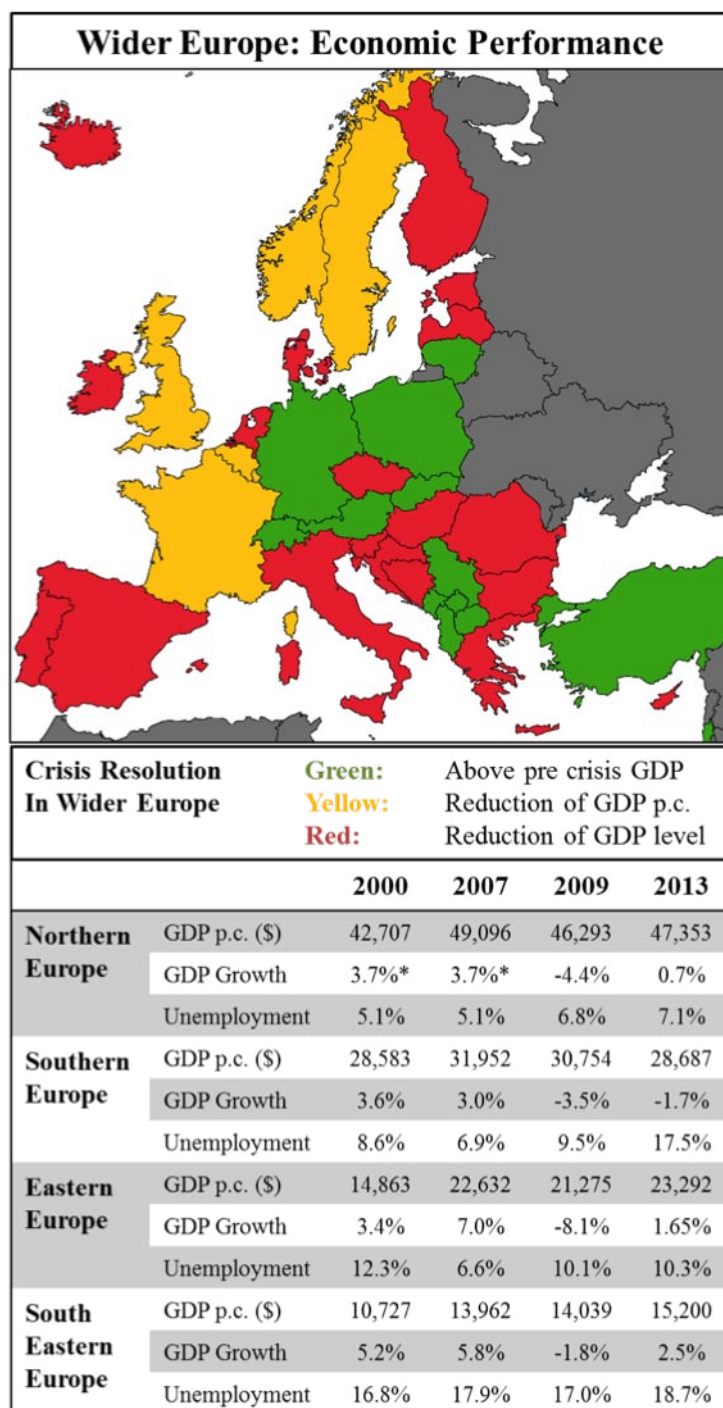 Wider Europe: Economic Performance
Crisis Resolution Green: Above pre crisis GDP
In Wider Europe Yellow: Reduction of GDP p.c.
Red: Reduction of GDP level
2000 2007 2009 2013
Northern Europe GDP p.c. ($) 42,707 49,096 46,293 47,353
GDP Growth 3.7%* 3.7%* -4.4% 0.7%
Unemployment 5.1% 5.1% 6.8% 7.1%
Southern Europe GDP p.c. ($) 28,583 31,952 30,754 28,687
GDP Growth 3.6% 3.0% -3.5% -1.7%
Unemployment 8.6% 6.9% 9.5% 17.5%
Eastern Europe GDP p.c. ($) 14,863 22,632 21,275 23,292
GDP Growth 3.4% 7.0% -8.1% 1.65%
Unemployment 12.3% 6.6% 10.1% 10.3%
South Eastern Europe GDP p.c. ($) 10,727 13,962 14,039 15,200
GDP Growth 5.2% 5.8% -1.8% 2.5%
Unemployment 16.8% 17.9% 17.0% 18.7%